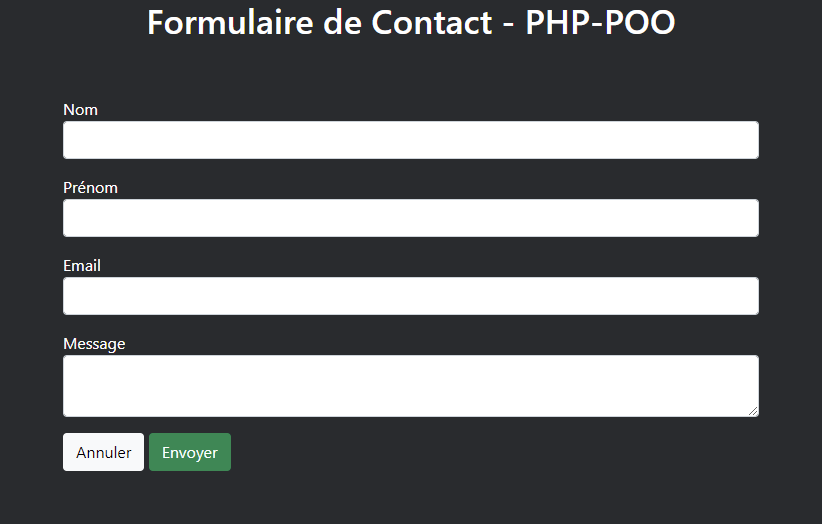 Formulaire de Contact - PHP-POO
Nom
Prénom
Email
Message
Annuler Envoyer